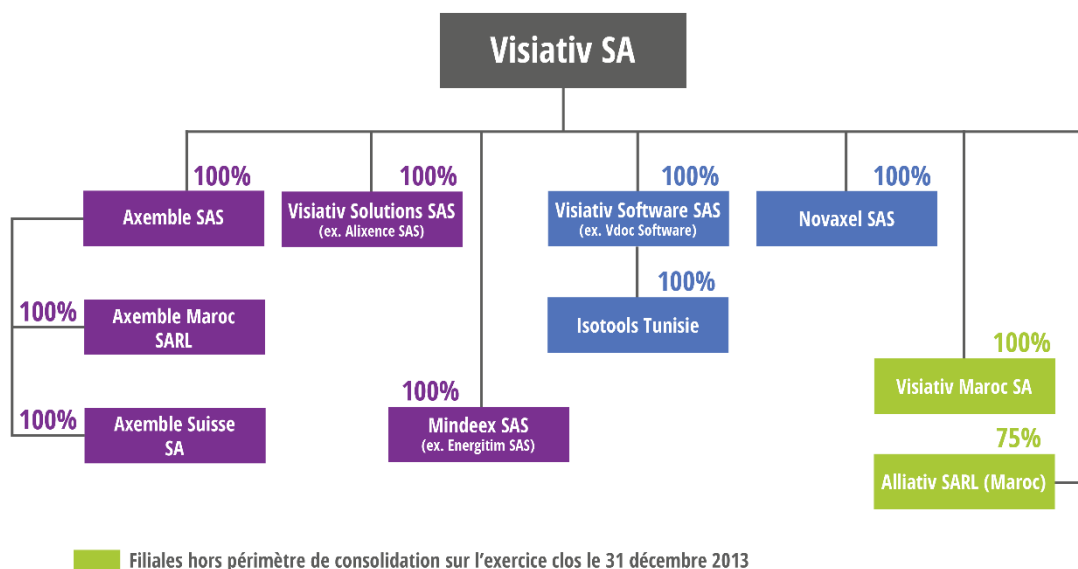 Visiativ SA
100%
Axemble SAS
100%
Visiativ Solutions SAS
(ex. Alixence SAS)
100%
Visiativ Software SAS
(ex. Vdoc Software)
100%
Novaxel SAS
100%
Axemble Maroc
SARL
100%
Isotools Tunisie
100%
Visiativ Maroc SA
100%
Axemble Suisse
SA
100%
Mindeex SAS
(ex. Energitim SAS)
75%
Alliativ SARL (Maroc)
Filiales hors périmètre de consolidation sur l'exercice clos le 31 décembre 2013